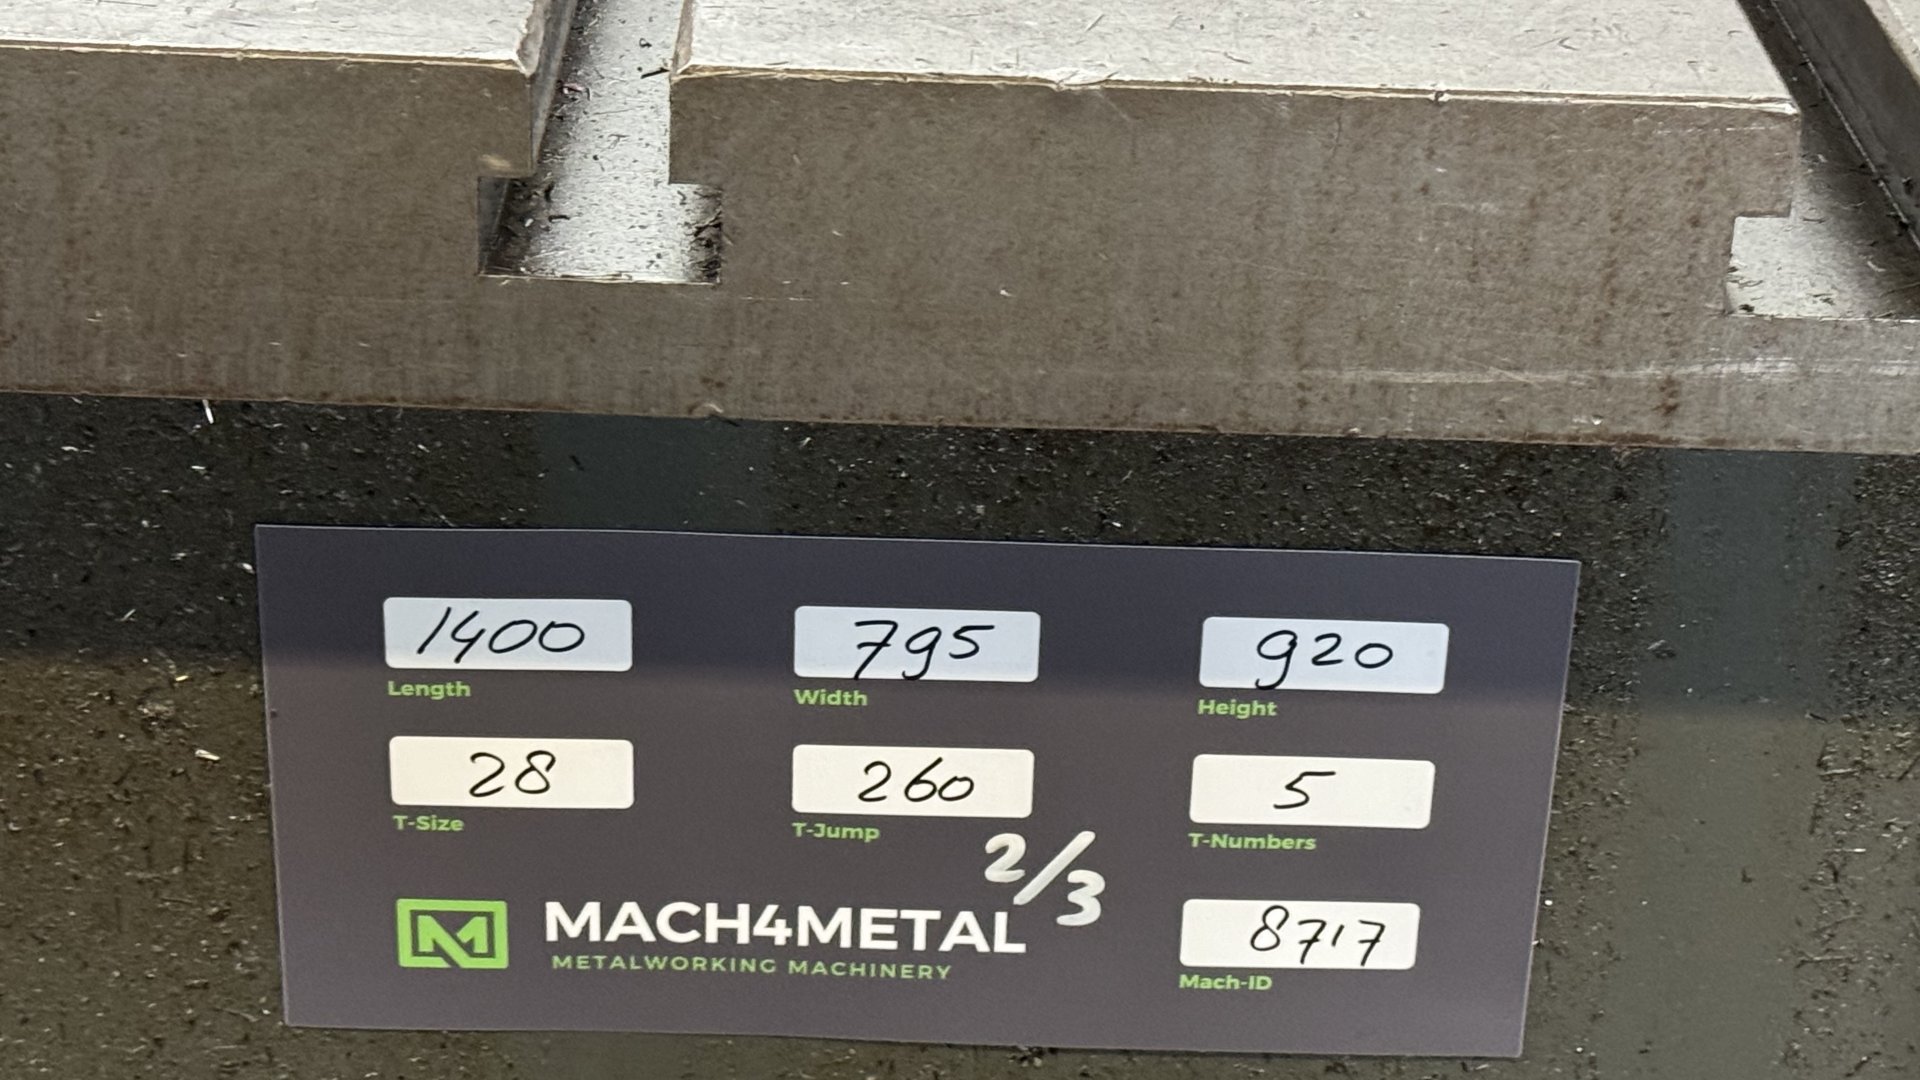 1400 795 920
Length Width Height
28 260 5
T-Size T-Jump T-Numbers
2/3
MACH4METAL 8717
METALWORKING MACHINERY Mach-ID